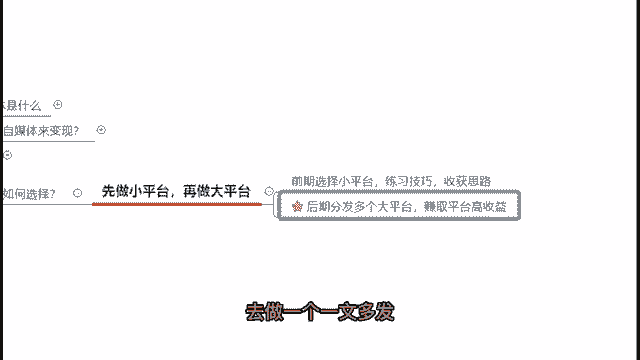 是什么
自媒体来变现？
如何选择？
先做小平台，再做大平台
前期选择小平台，练习技巧，收获思路
后期分发多个大平台，赚取平台高收益
去做一个一文多发